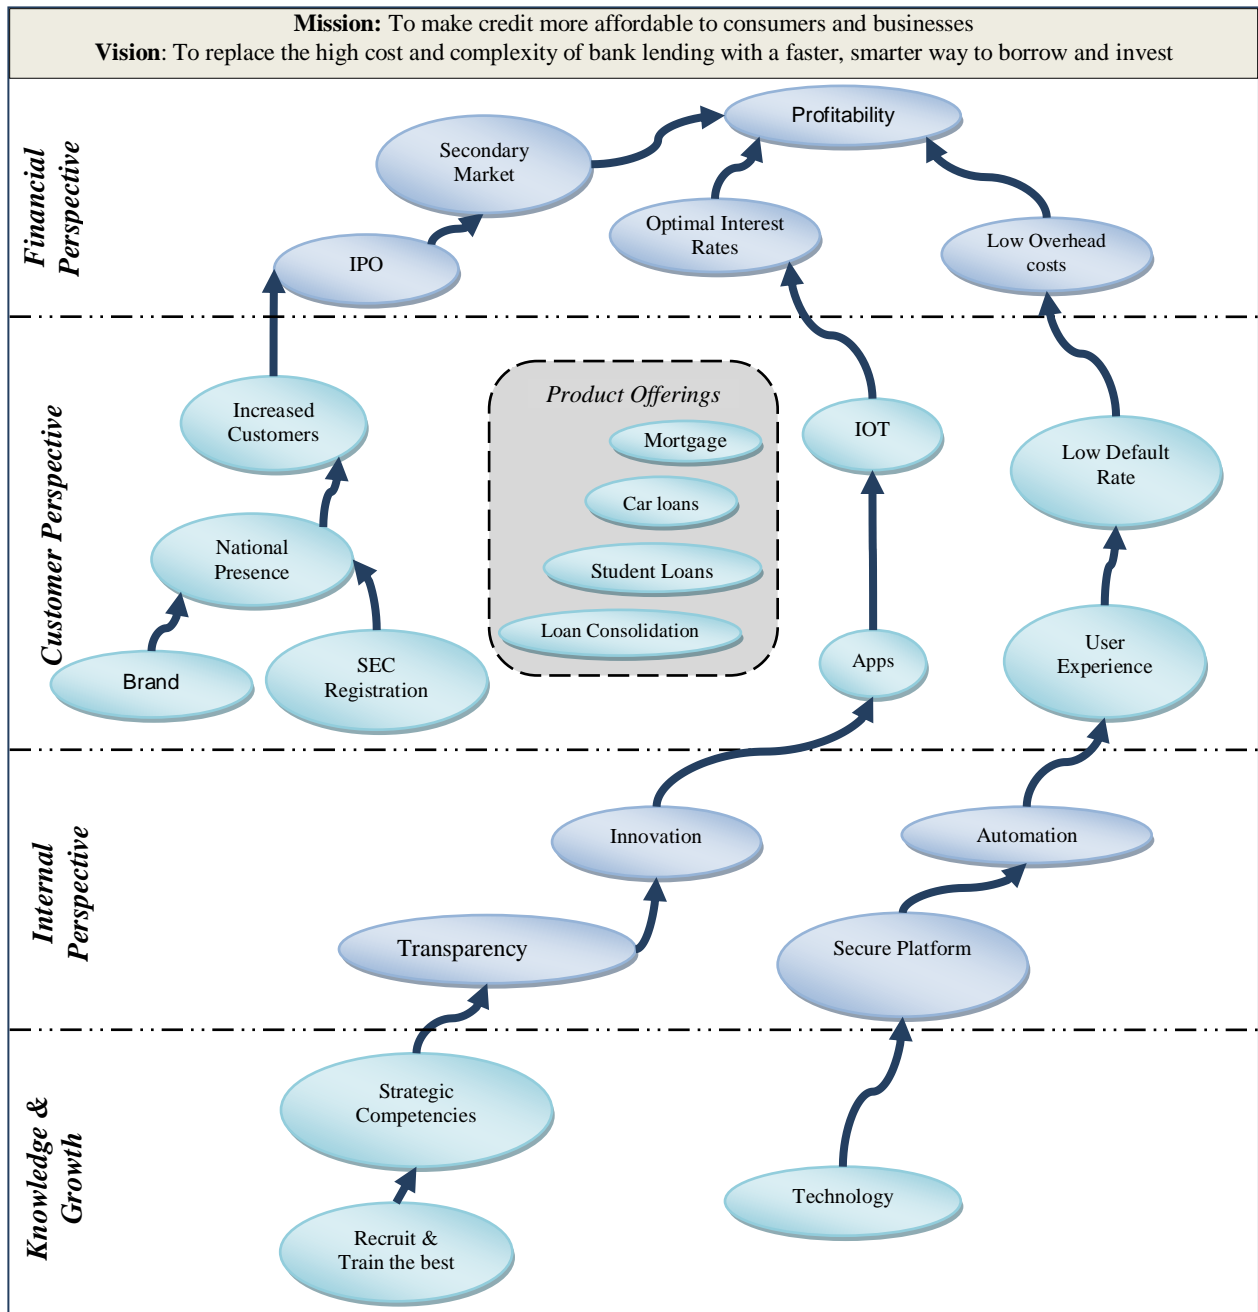 Mission: To make credit more affordable to consumers and businesses
Vision: To replace the high cost and complexity of bank lending with a faster, smarter way to borrow and invest
Financial
Perspective
Profitability
Secondary
Market
Optimal Interest
Rates
Low Overhead
costs
IPO
Customer Perspective
Product Offerings
Mortgage
Car loans
Student Loans
Loan Consolidation
Increased
Customers
IOT
Low Default
Rate
National
Presence
Brand
SEC
Registration
Apps
User
Experience
Internal
Perspective
Innovation
Automation
Transparency
Secure Platform
Knowledge &
Growth
Strategic
Competencies
Technology
Recruit &
Train the best